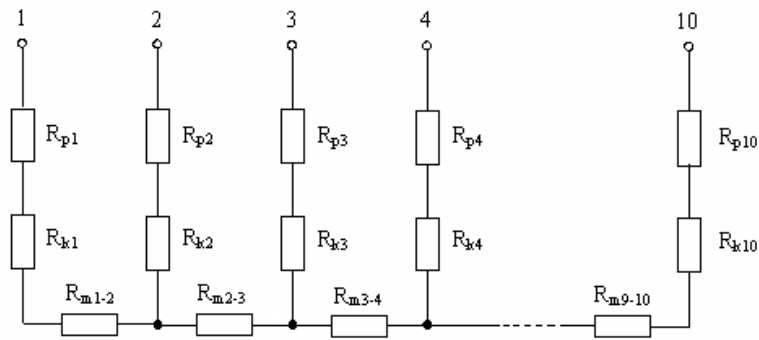 1 2 3 4 10
Rp1 Rp2 Rp3 Rp4 Rp10
Rk1 Rk2 Rk3 Rk4 Rk10
Rm1-2 Rm2-3 Rm3-4 Rm9-10